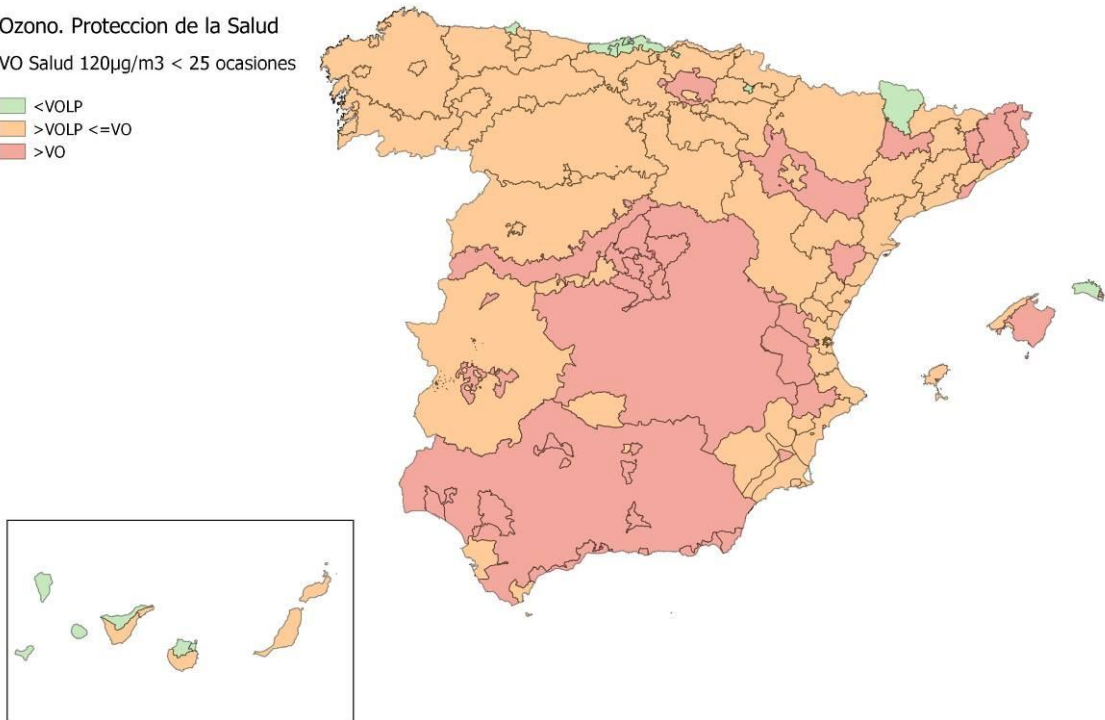 Ozono. Proteccion de la Salud
VO Salud 120µg/m3 < 25 ocasiones
<VOLP
>VOLP <=VO
>VO